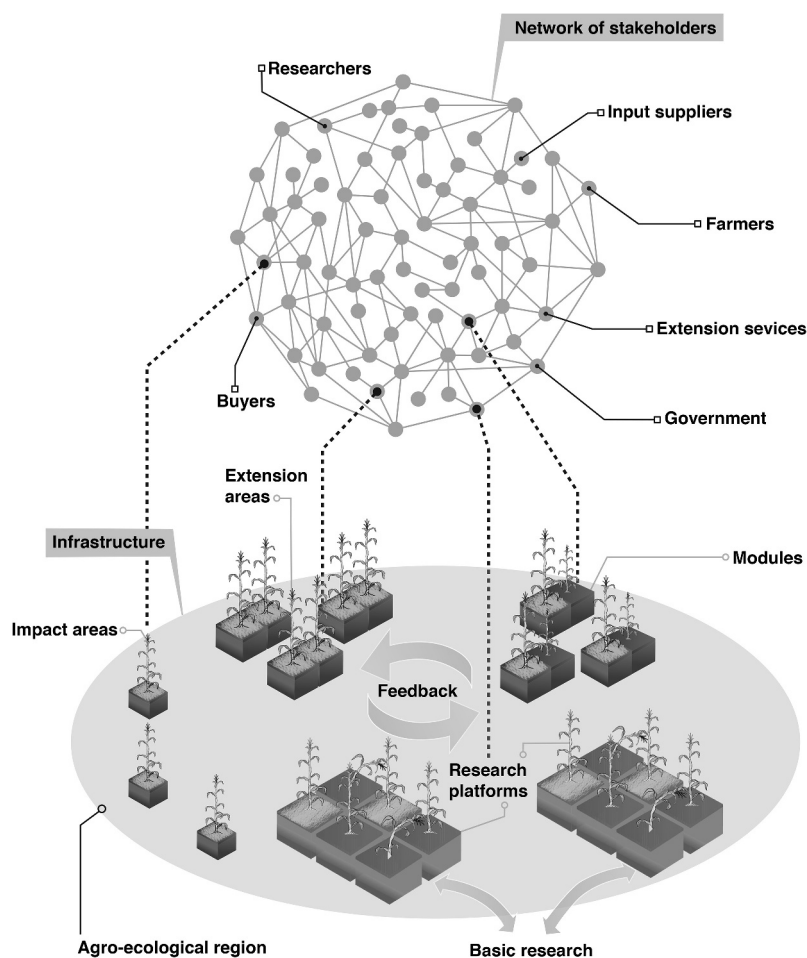 Network of stakeholders
Researchers
Input suppliers
Farmers
Extension sevices
Buyers
Government
Extension
areas
Infrastructure
Modules
Impact areas
Feedback
Research
platforms
Agro-ecological region
Basic research